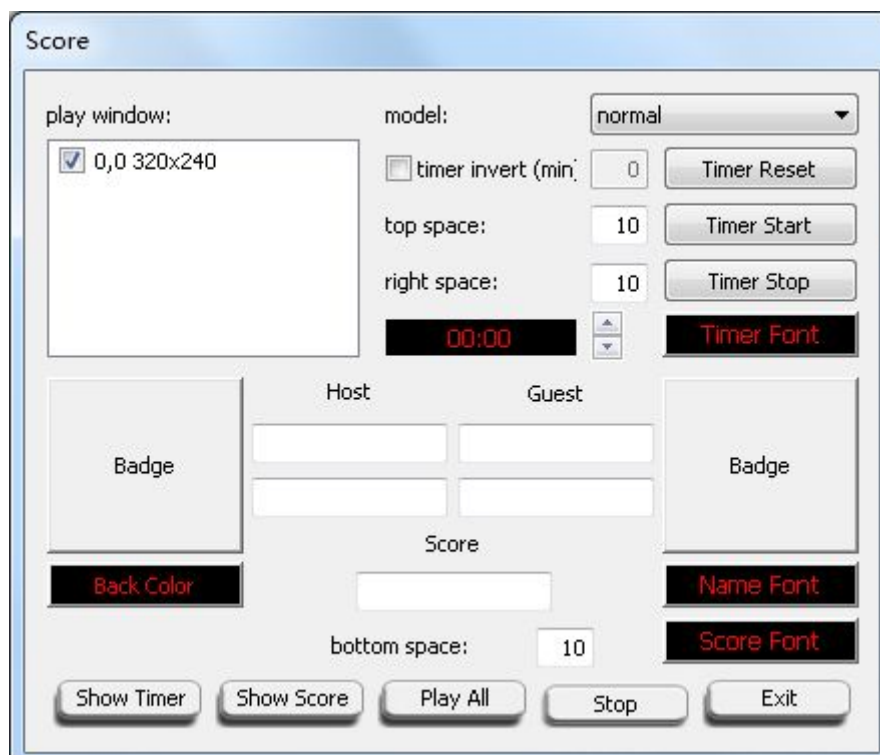 Score
play window:
model:
normal
0,0 320x240
timer invert (min)
0
Timer Reset
top space:
10
Timer Start
right space:
10
Timer Stop
00:00
Timer Font
Host
Guest
Badge
Badge
Score
Back Color
Name Font
bottom space:
10
Score Font
Show Timer
Show Score
Play All
Stop
Exit